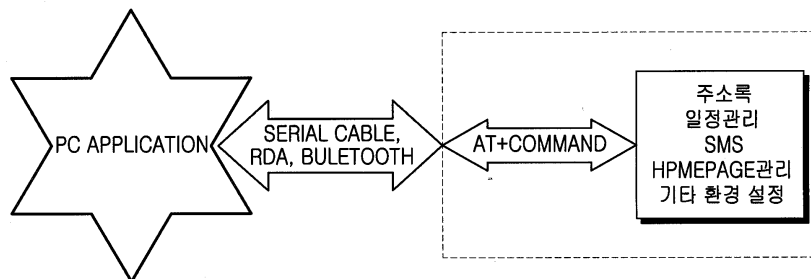 PC APPLICATION
SERIAL CABLE,
RDA, BULETOOTH
AT+COMMAND
주소록
일정관리
SMS
HPMEPAGE관리
기타 환경 설정